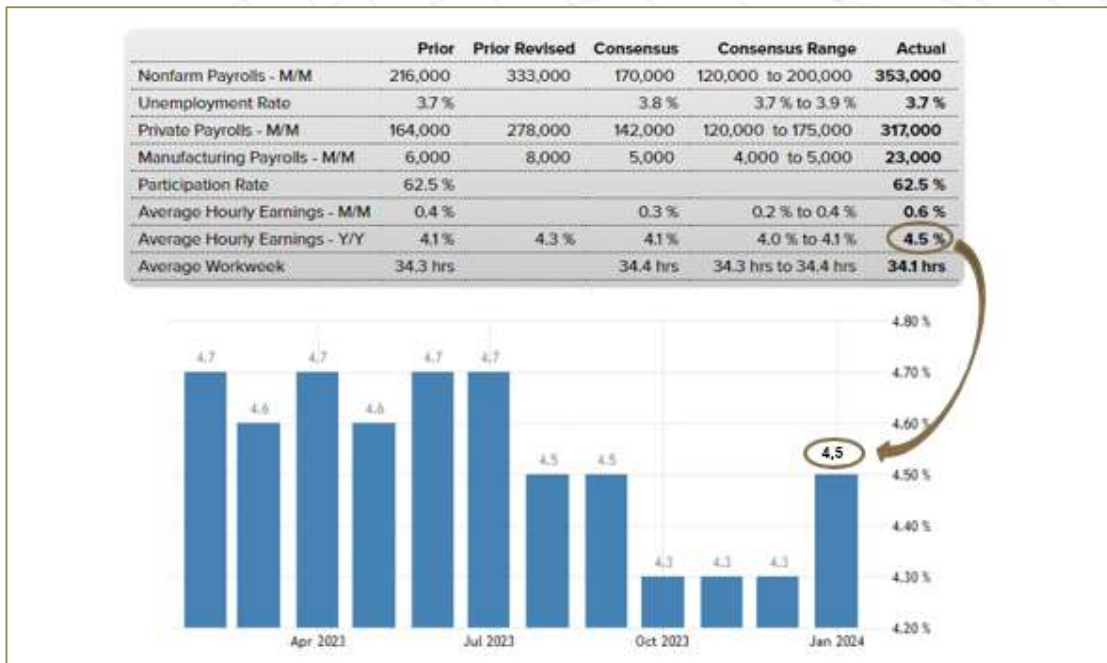 Prior Prior Revised Consensus Consensus Range Actual
Nonfarm Payrolls - M/M 216,000 333,000 170,000 120,000 to 200,000 353,000
Unemployment Rate 3.7 % 3.8 % 3.7 % to 3.9 % 3.7 %
Private Payrolls - M/M 164,000 278,000 142,000 120,000 to 175,000 317,000
Manufacturing Payrolls - M/M 6,000 8,000 5,000 4,000 to 5,000 23,000
Participation Rate 62.5 % 62.5 %
Average Hourly Earnings - M/M 0.4 % 0.3 % 0.2 % to 0.4 % 0.6 %
Average Hourly Earnings - Y/Y 4.1 % 4.3 % 4.1 % 4.0 % to 4.1 % 4.5 %
Average Workweek 34.3 hrs 34.4 hrs 34.3 hrs to 34.4 hrs 34.1 hrs
4.80 %
4.7 4.7 4.7 4.7
4.70 %
4.6 4.6
4.60 %
4.5 4.5 4,5
4.50 %
4.40 %
4.3 4.3 4.3
4.30 %
4.20 %
Apr 2023 Jul 2023 Oct 2023 Jan 2024